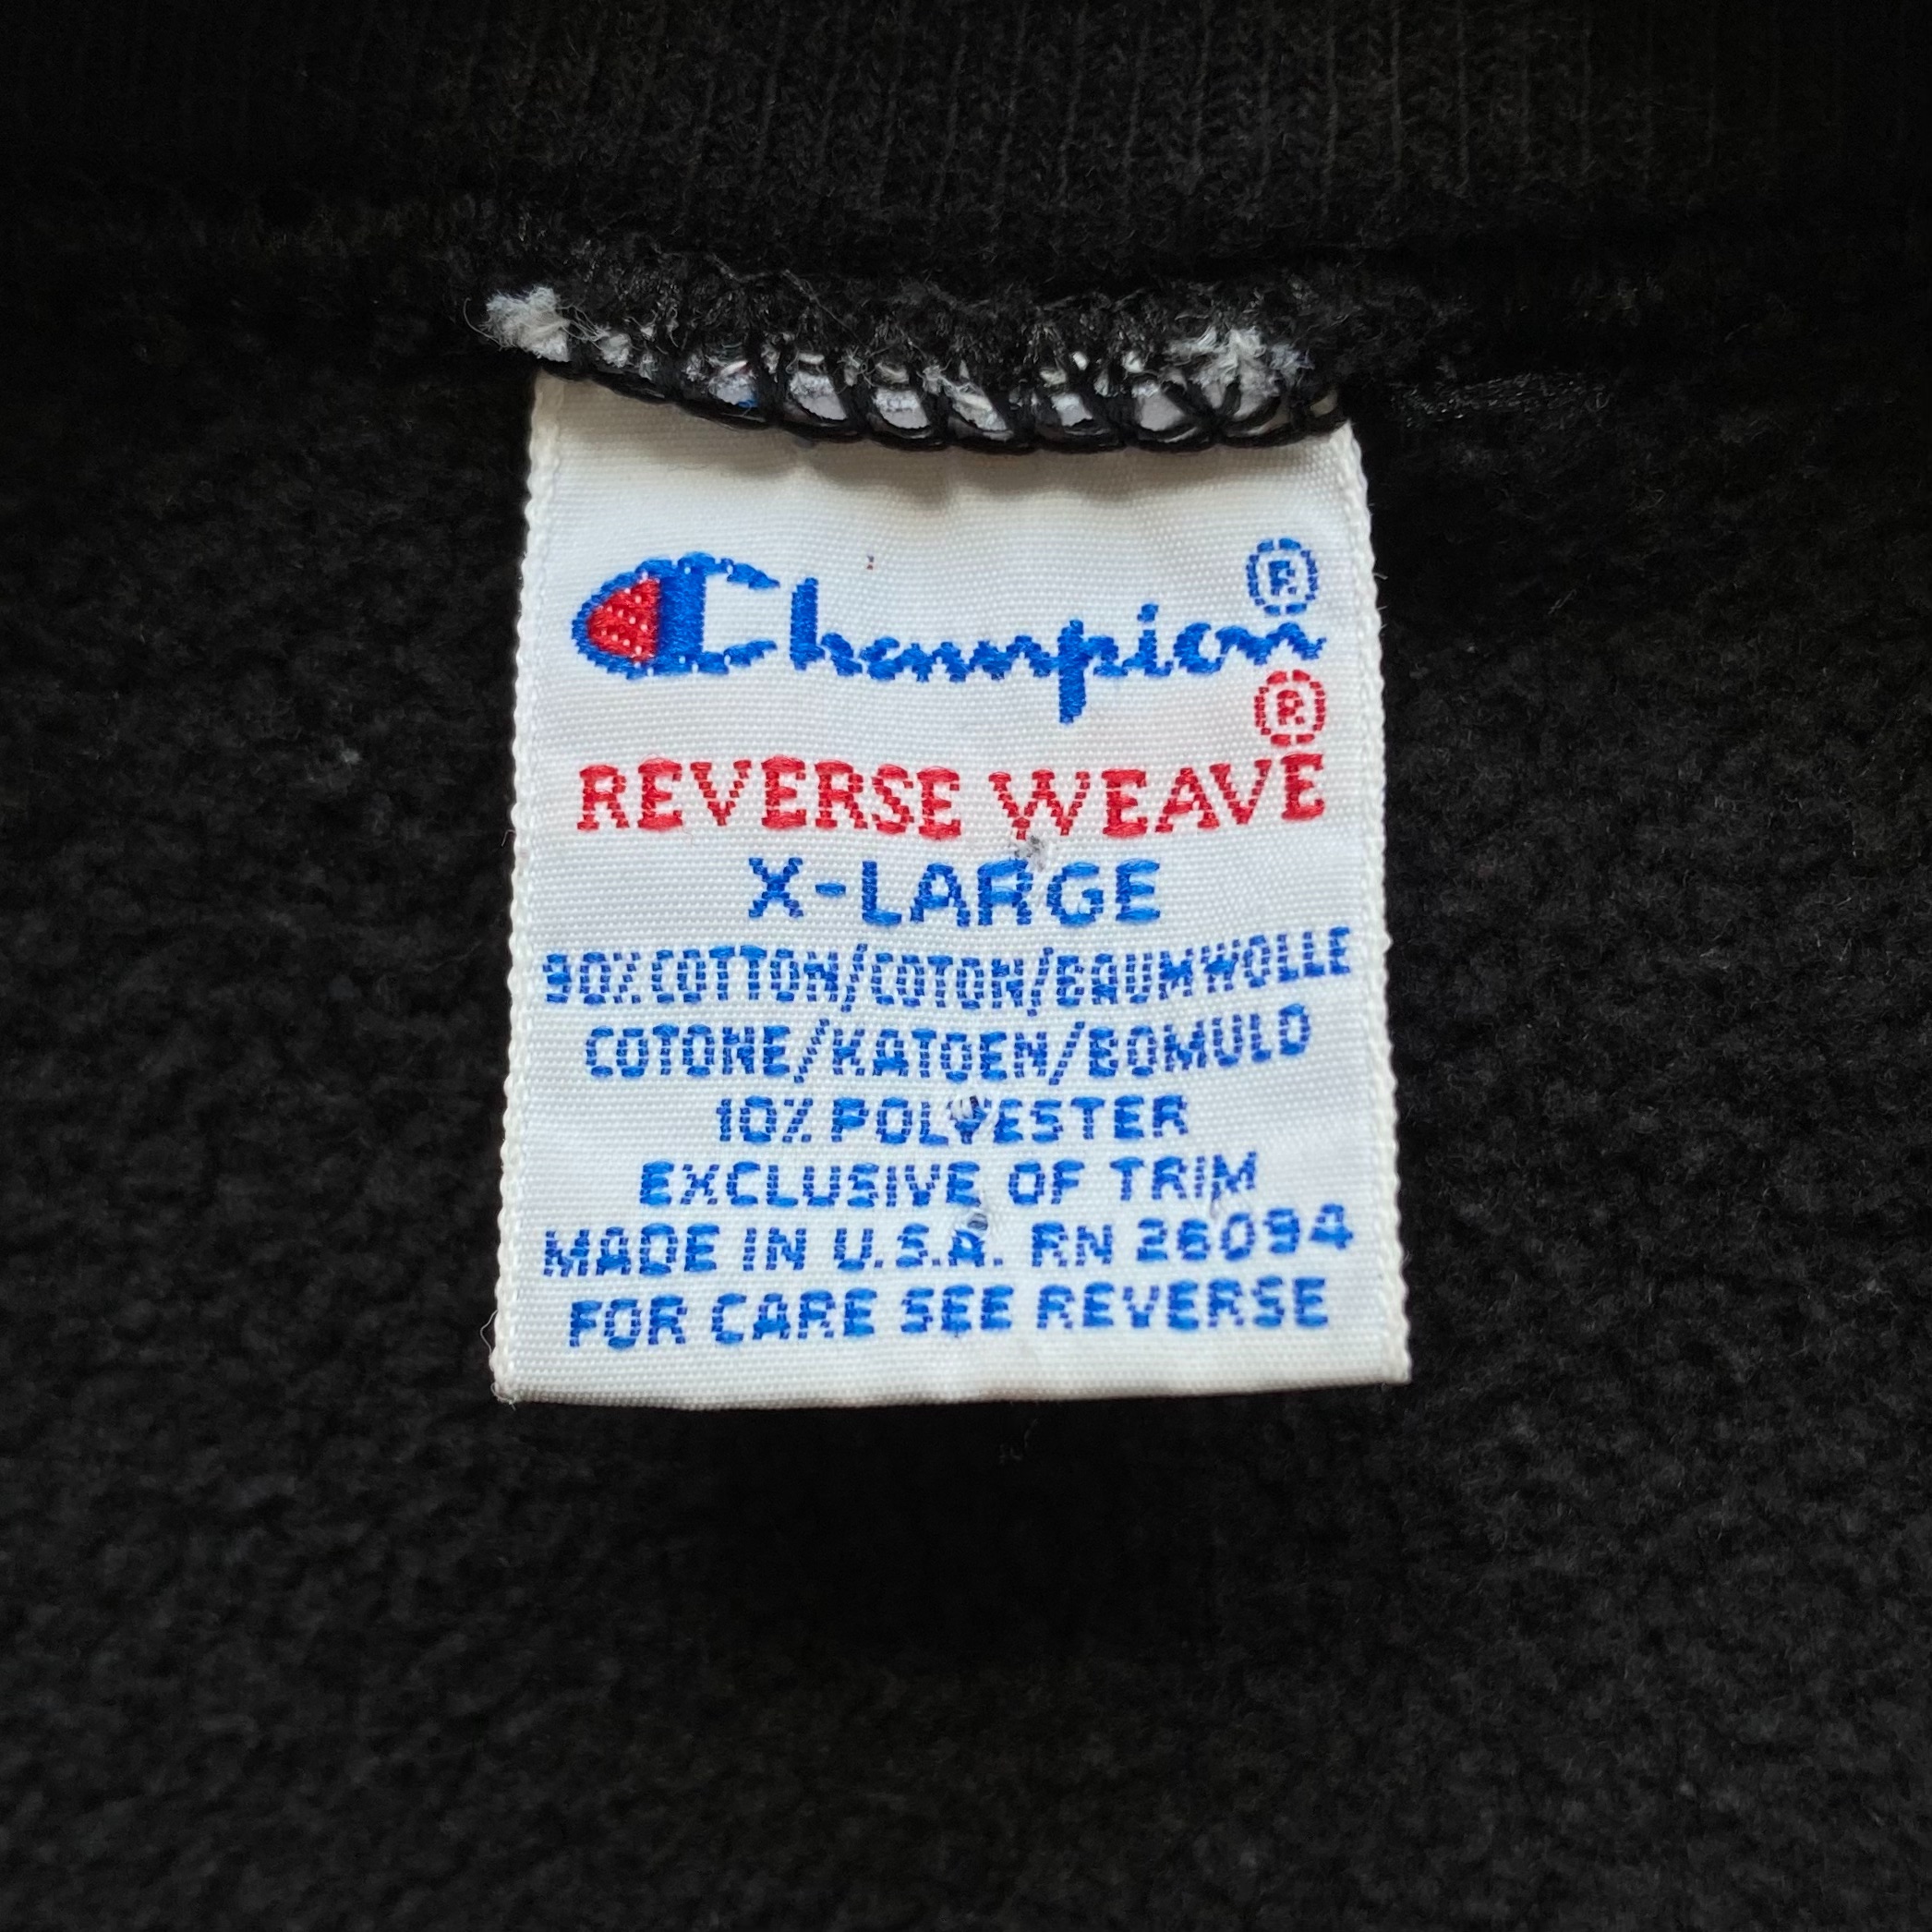 Champion®
REVERSE WEAVE®
X-LARGE
90% COTTON/COTON/BAUMWOLLE
COTONE/KATOEN/BOMULD
10% POLYESTER
EXCLUSIVE OF TRIM
MADE IN U.S.A. RN 26094
FOR CARE SEE REVERSE